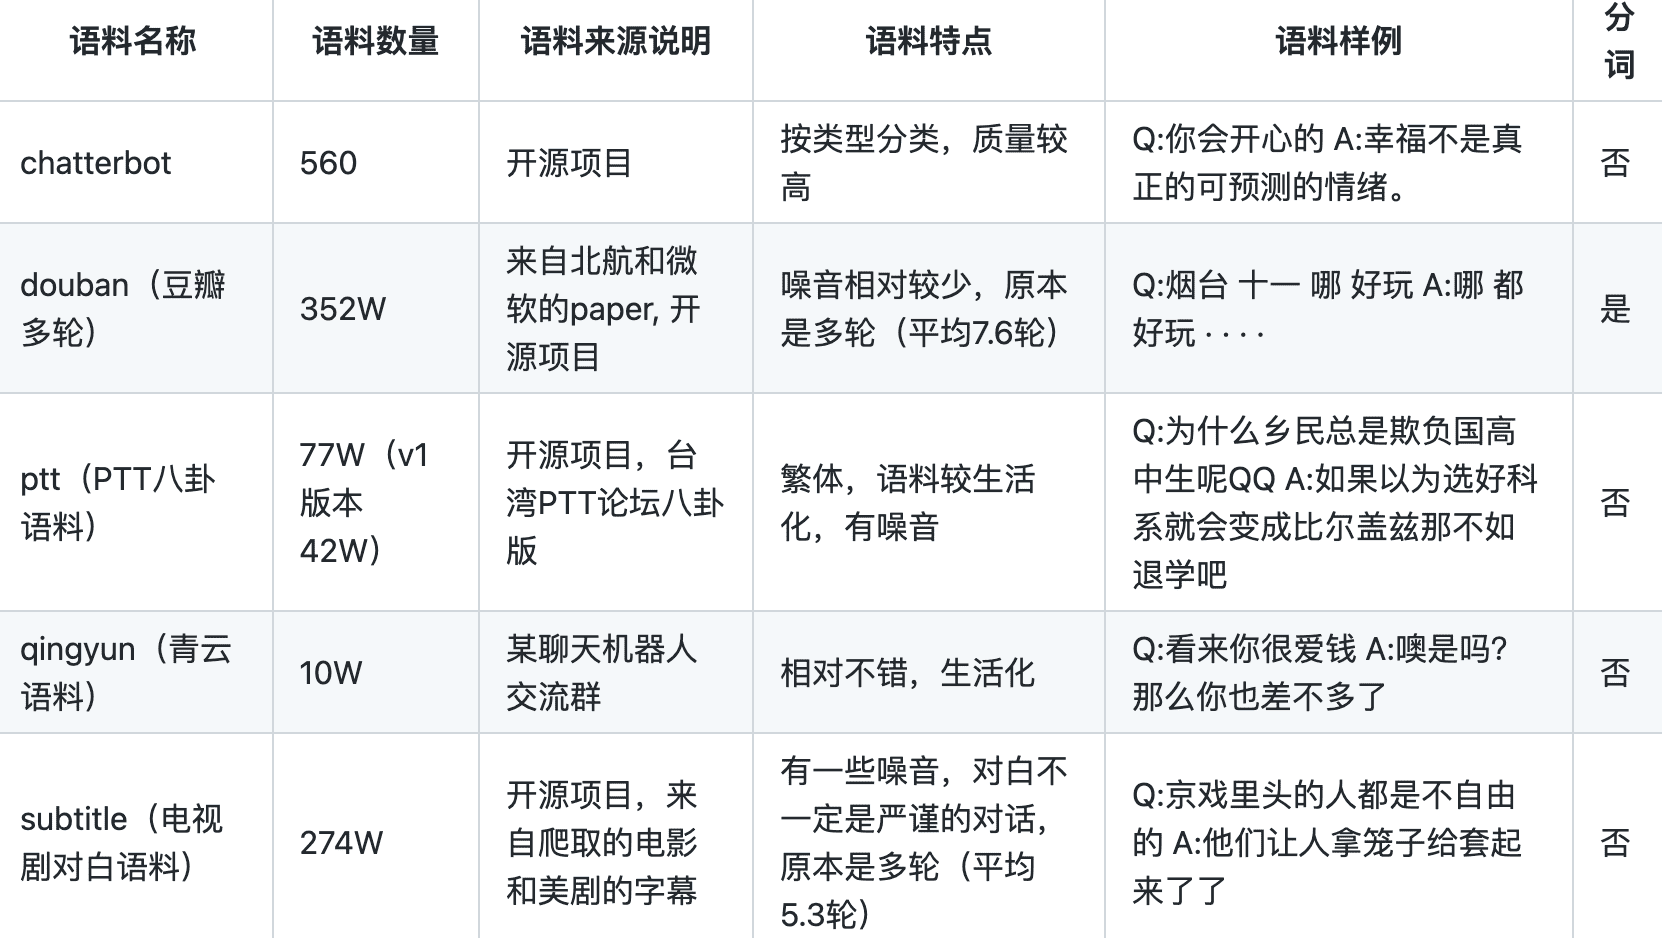 语料名称
语料数量
语料来源说明
语料特点
语料样例
分
词
chatterbot
560
开源项目
按类型分类，质量较
高
Q:你会开心的 A:幸福不是真
正的可预测的情绪。
否
douban（豆瓣
多轮）
352W
来自北航和微
软的paper, 开
源项目
噪音相对较少，原本
是多轮（平均7.6轮）
Q:烟台 十一 哪 好玩 A:哪 都
好玩 · · · ·
是
ptt（PTT八卦
语料）
77W（v1
版本
42W）
开源项目，台
湾PTT论坛八卦
版
繁体，语料较生活
化，有噪音
Q:为什么乡民总是欺负国高
中生呢QQ A:如果以为选好科
系就会变成比尔盖兹那不如
退学吧
否
qingyun（青云
语料）
10W
某聊天机器人
交流群
相对不错，生活化
Q:看来你很爱钱 A:噢是吗?
那么你也差不多了
否
subtitle（电视
剧对白语料）
274W
开源项目，来
自爬取的电影
和美剧的字幕
有一些噪音，对白不
一定是严谨的对话，
原本是多轮（平均
5.3轮）
Q:京戏里头的人都是不自由
的 A:他们让人拿笼子给套起
来了了
否